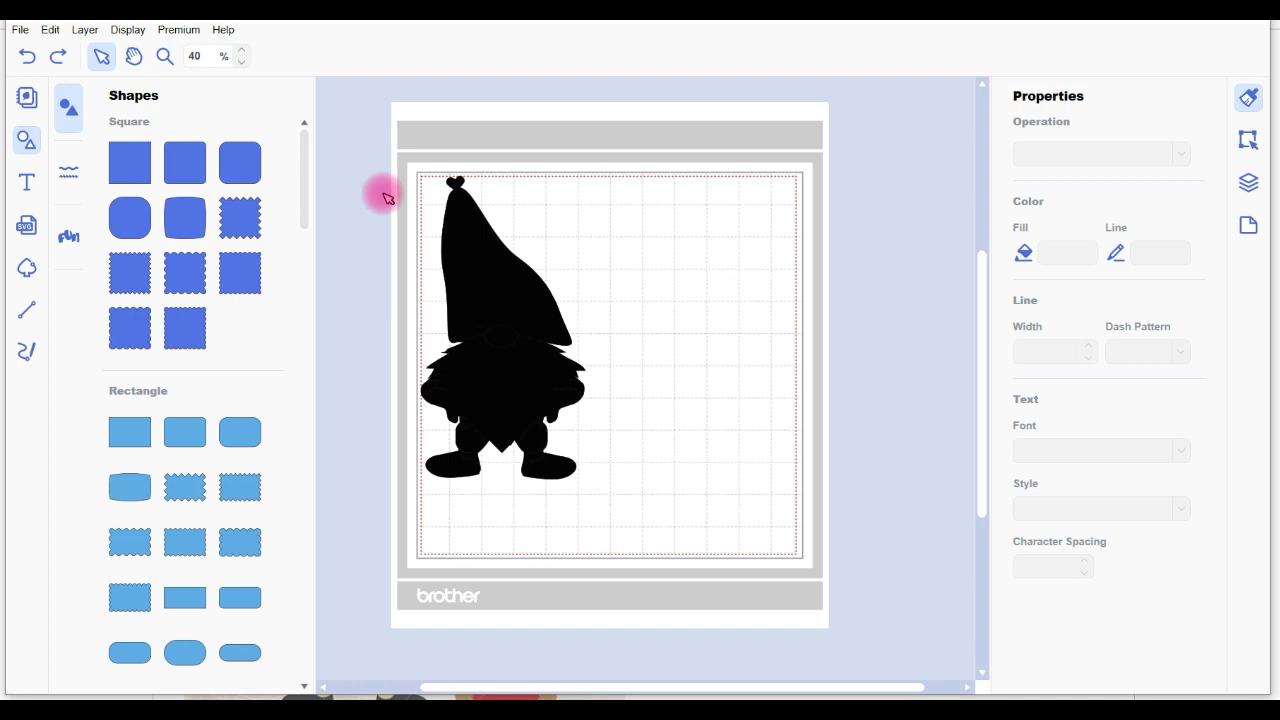 File Edit Layer Display Premium Help
40 %
Shapes
Square
Rectangle
SVG
brother
Properties
Operation
Color
Fill Line
Line
Width Dash Pattern
Text
Font
Style
Character Spacing